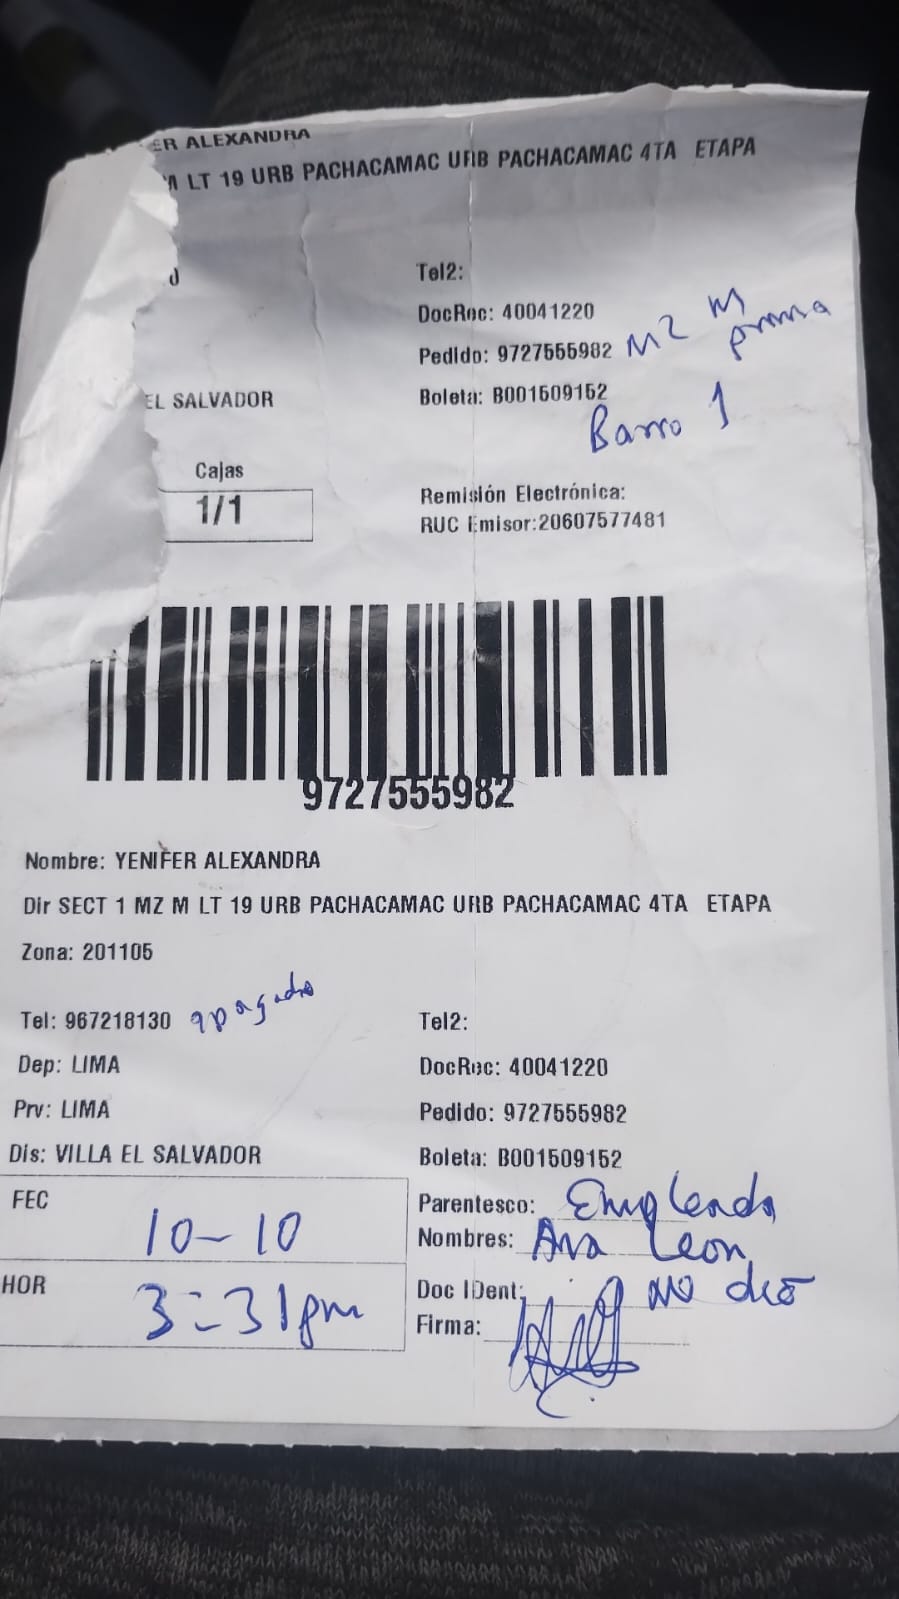 ER ALEXANDRA
M LT 19 URB PACHACAMAC URB PACHACAMAC 4TA ETAPA
Tel2:
DocRec: 40041220
Pedido: 9727555982 MZ M prima
EL SALVADOR
Boleta: B001509152
Barro 1
Cajas
1/1
Remisión Electrónica:
RUC Emisor:20607577481
9727555982
Nombre: YENIFER ALEXANDRA
Dir SECT 1 MZ M LT 19 URB PACHACAMAC URB PACHACAMAC 4TA ETAPA
Zona: 201105
Tel: 967218130 apagado
Tel2:
Dep: LIMA
DocRec: 40041220
Prv: LIMA
Pedido: 9727555982
Dis: VILLA EL SALVADOR
Boleta: B001509152
FEC
10-10
Parentesco: Empleada
Nombres: Ana Leon
HOR
3:31pm
Doc IDent: no dio
Firma: